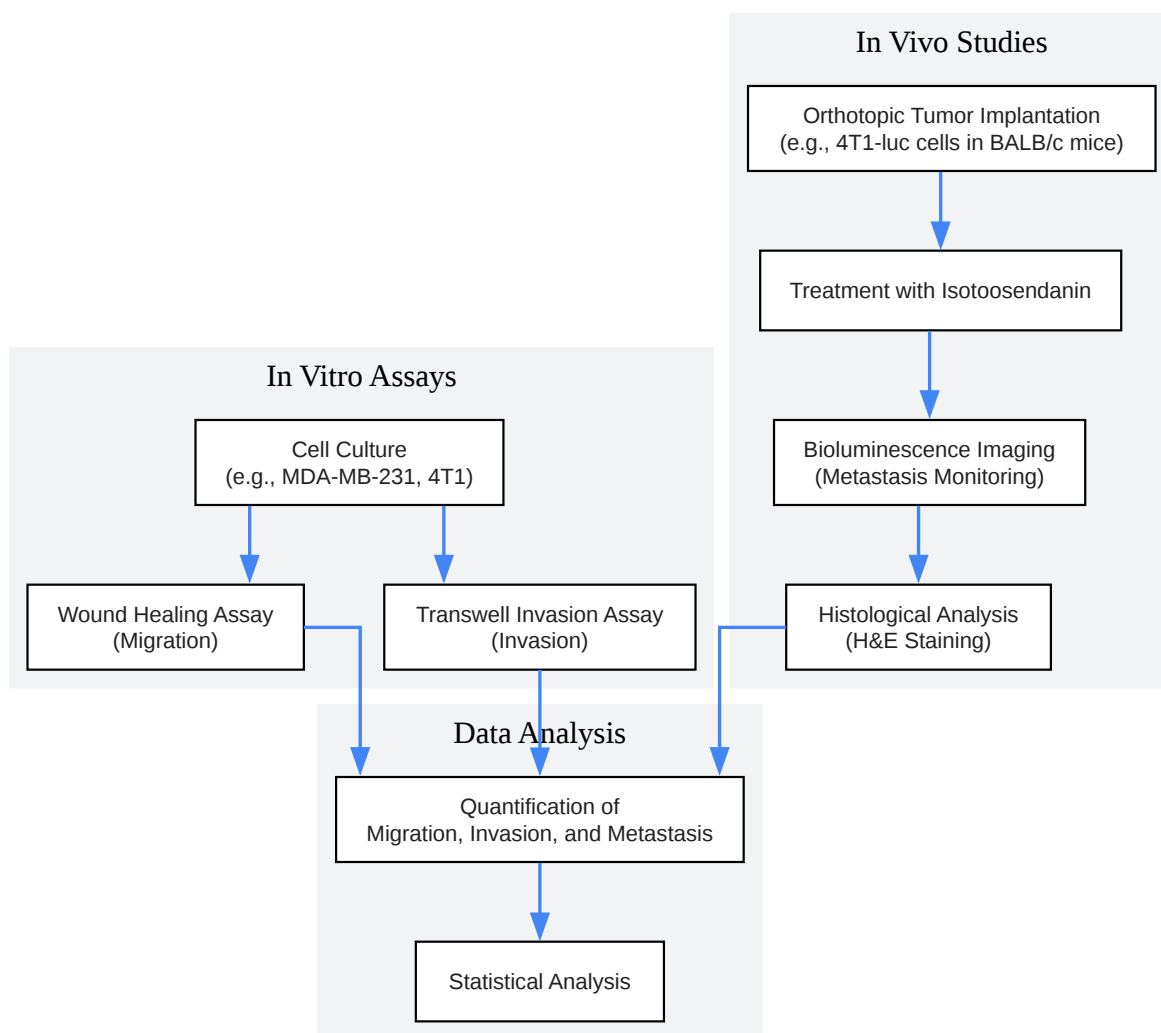 In Vivo Studies
Orthotopic Tumor Implantation
(e.g., 4T1-luc cells in BALB/c mice)
Treatment with Isotoosendanin
Bioluminescence Imaging
(Metastasis Monitoring)
Histological Analysis
(H&E Staining)
In Vitro Assays
Cell Culture
(e.g., MDA-MB-231, 4T1)
Wound Healing Assay
(Migration)
Transwell Invasion Assay
(Invasion)
Data Analysis
Quantification of
Migration, Invasion, and Metastasis
Statistical Analysis